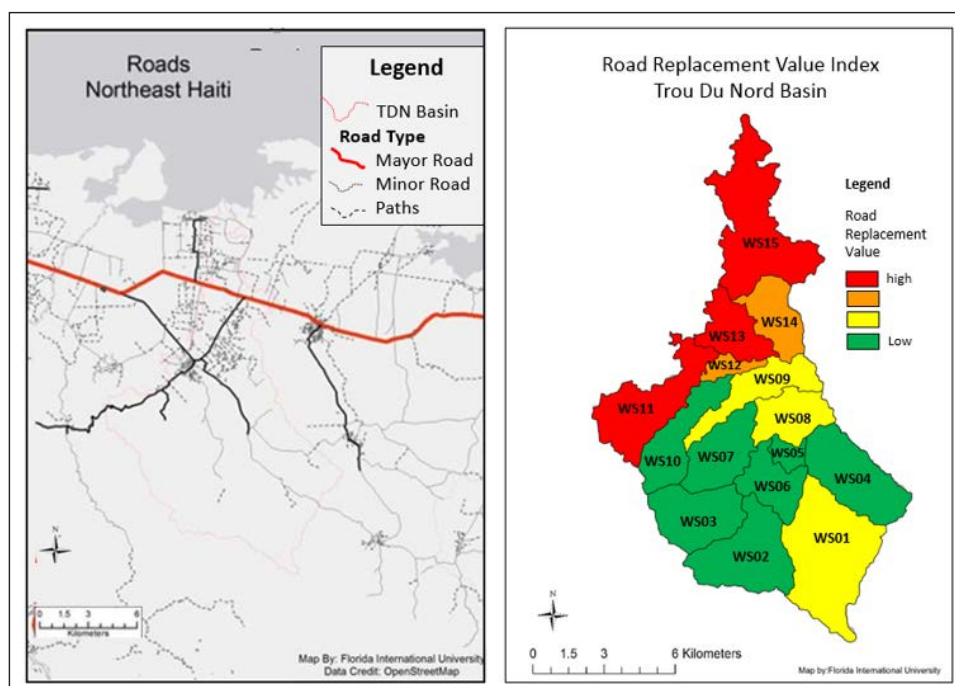 Roads
Northeast Haiti
Legend
TDN Basin
Road Type
Mayor Road
Minor Road
Paths
N
0 1.5 3 6
Kilometers
Map By: Florida International University
Data Credit: OpenStreetMap
Road Replacement Value Index
Trou Du Nord Basin
Legend
Road
Replacement
Value
high
Low
WS15
WS14
WS13
WS12
WS09
WS11
WS08
WS10
WS07
WS05
WS04
WS06
WS03
WS01
WS02
N
0 1.5 3 6 Kilometers
Map by:Florida International University